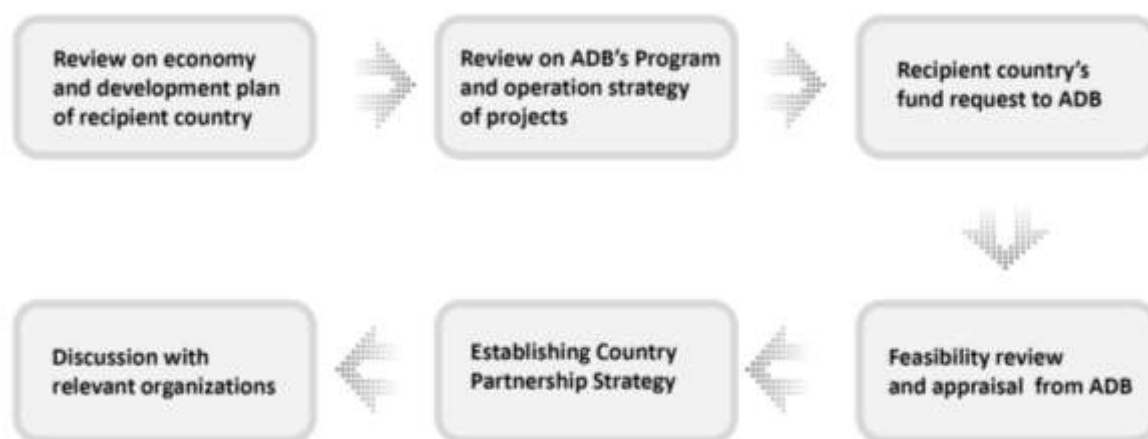 Review on economy
and development plan
of recipient country
Review on ADB's Program
and operation strategy
of projects
Recipient country's
fund request to ADB
Feasibility review
and appraisal from ADB
Establishing Country
Partnership Strategy
Discussion with
relevant organizations